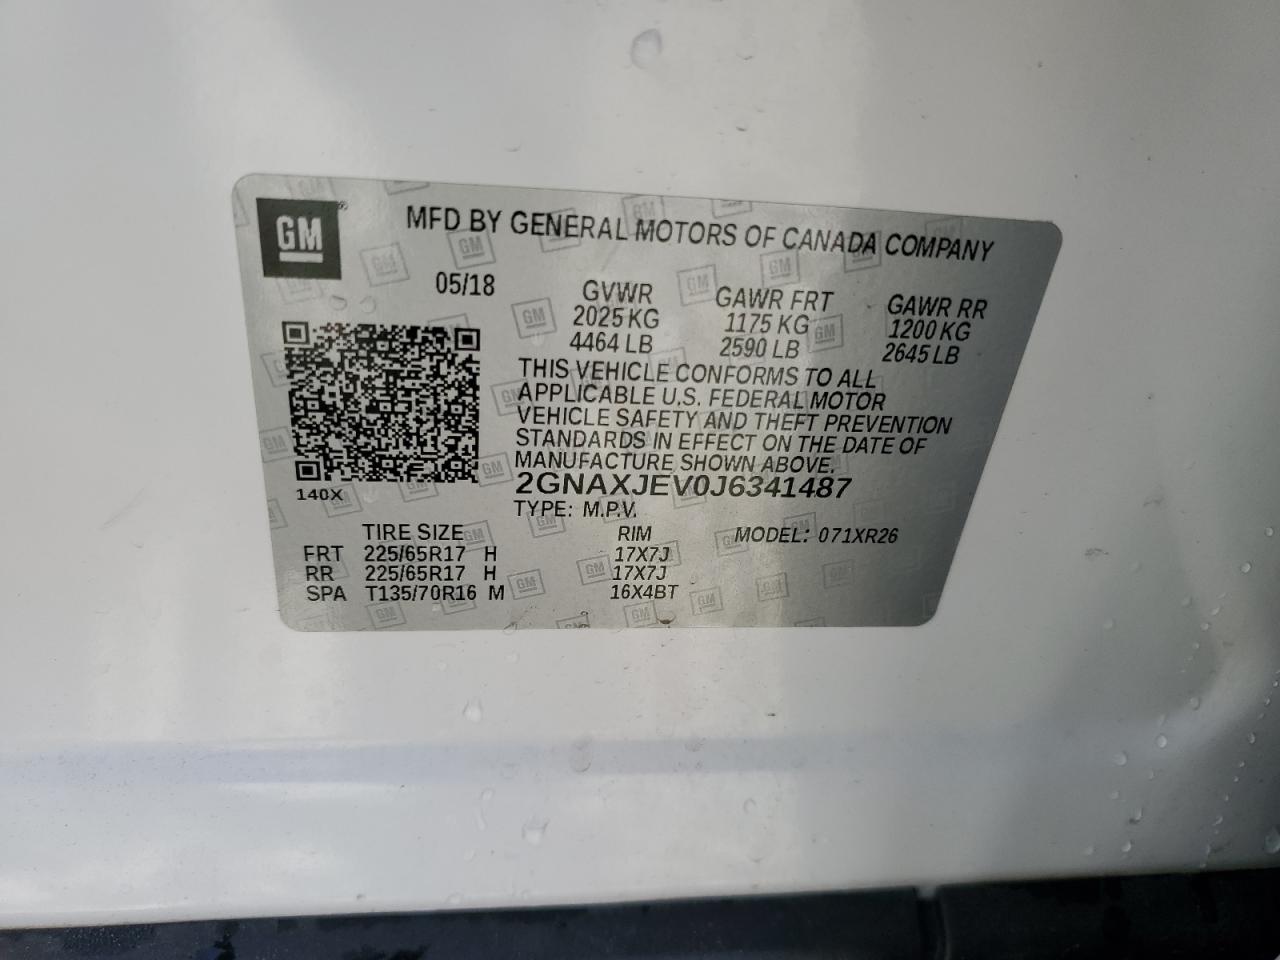 GM®
MFD BY GENERAL MOTORS OF CANADA COMPANY
05/18
GVWR GAWR FRT GAWR RR
2025 KG 1175 KG 1200 KG
4464 LB 2590 LB 2645 LB
THIS VEHICLE CONFORMS TO ALL
APPLICABLE U.S. FEDERAL MOTOR
VEHICLE SAFETY AND THEFT PREVENTION
STANDARDS IN EFFECT ON THE DATE OF
MANUFACTURE SHOWN ABOVE.
2GNAXJEV0J6341487
140X
TYPE: M.P.V.
TIRE SIZE RIM MODEL: 071XR26
FRT 225/65R17 H 17X7J
RR 225/65R17 H 17X7J
SPA T135/70R16 M 16X4BT